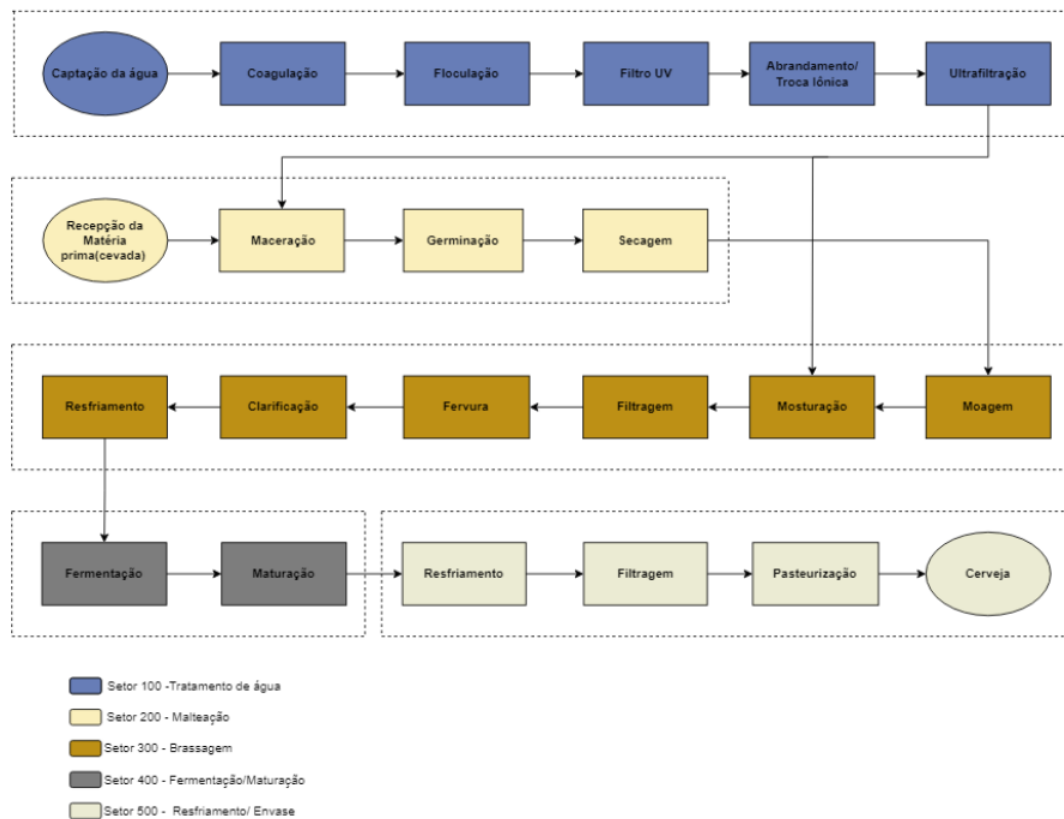 Captação da água
Coagulação
Floculação
Filtro UV
Abrandamento/
Troca Iônica
Ultrafiltração
Recepção da
Matéria
prima(cevada)
Maceração
Germinação
Secagem
Resfriamento
Clarificação
Fervura
Filtragem
Mosturação
Moagem
Fermentação
Maturação
Resfriamento
Filtragem
Pasteurização
Cerveja
Setor 100 -Tratamento de água
Setor 200 - Malteação
Setor 300 - Brassagem
Setor 400 - Fermentação/Maturação
Setor 500 - Resfriamento/ Envase